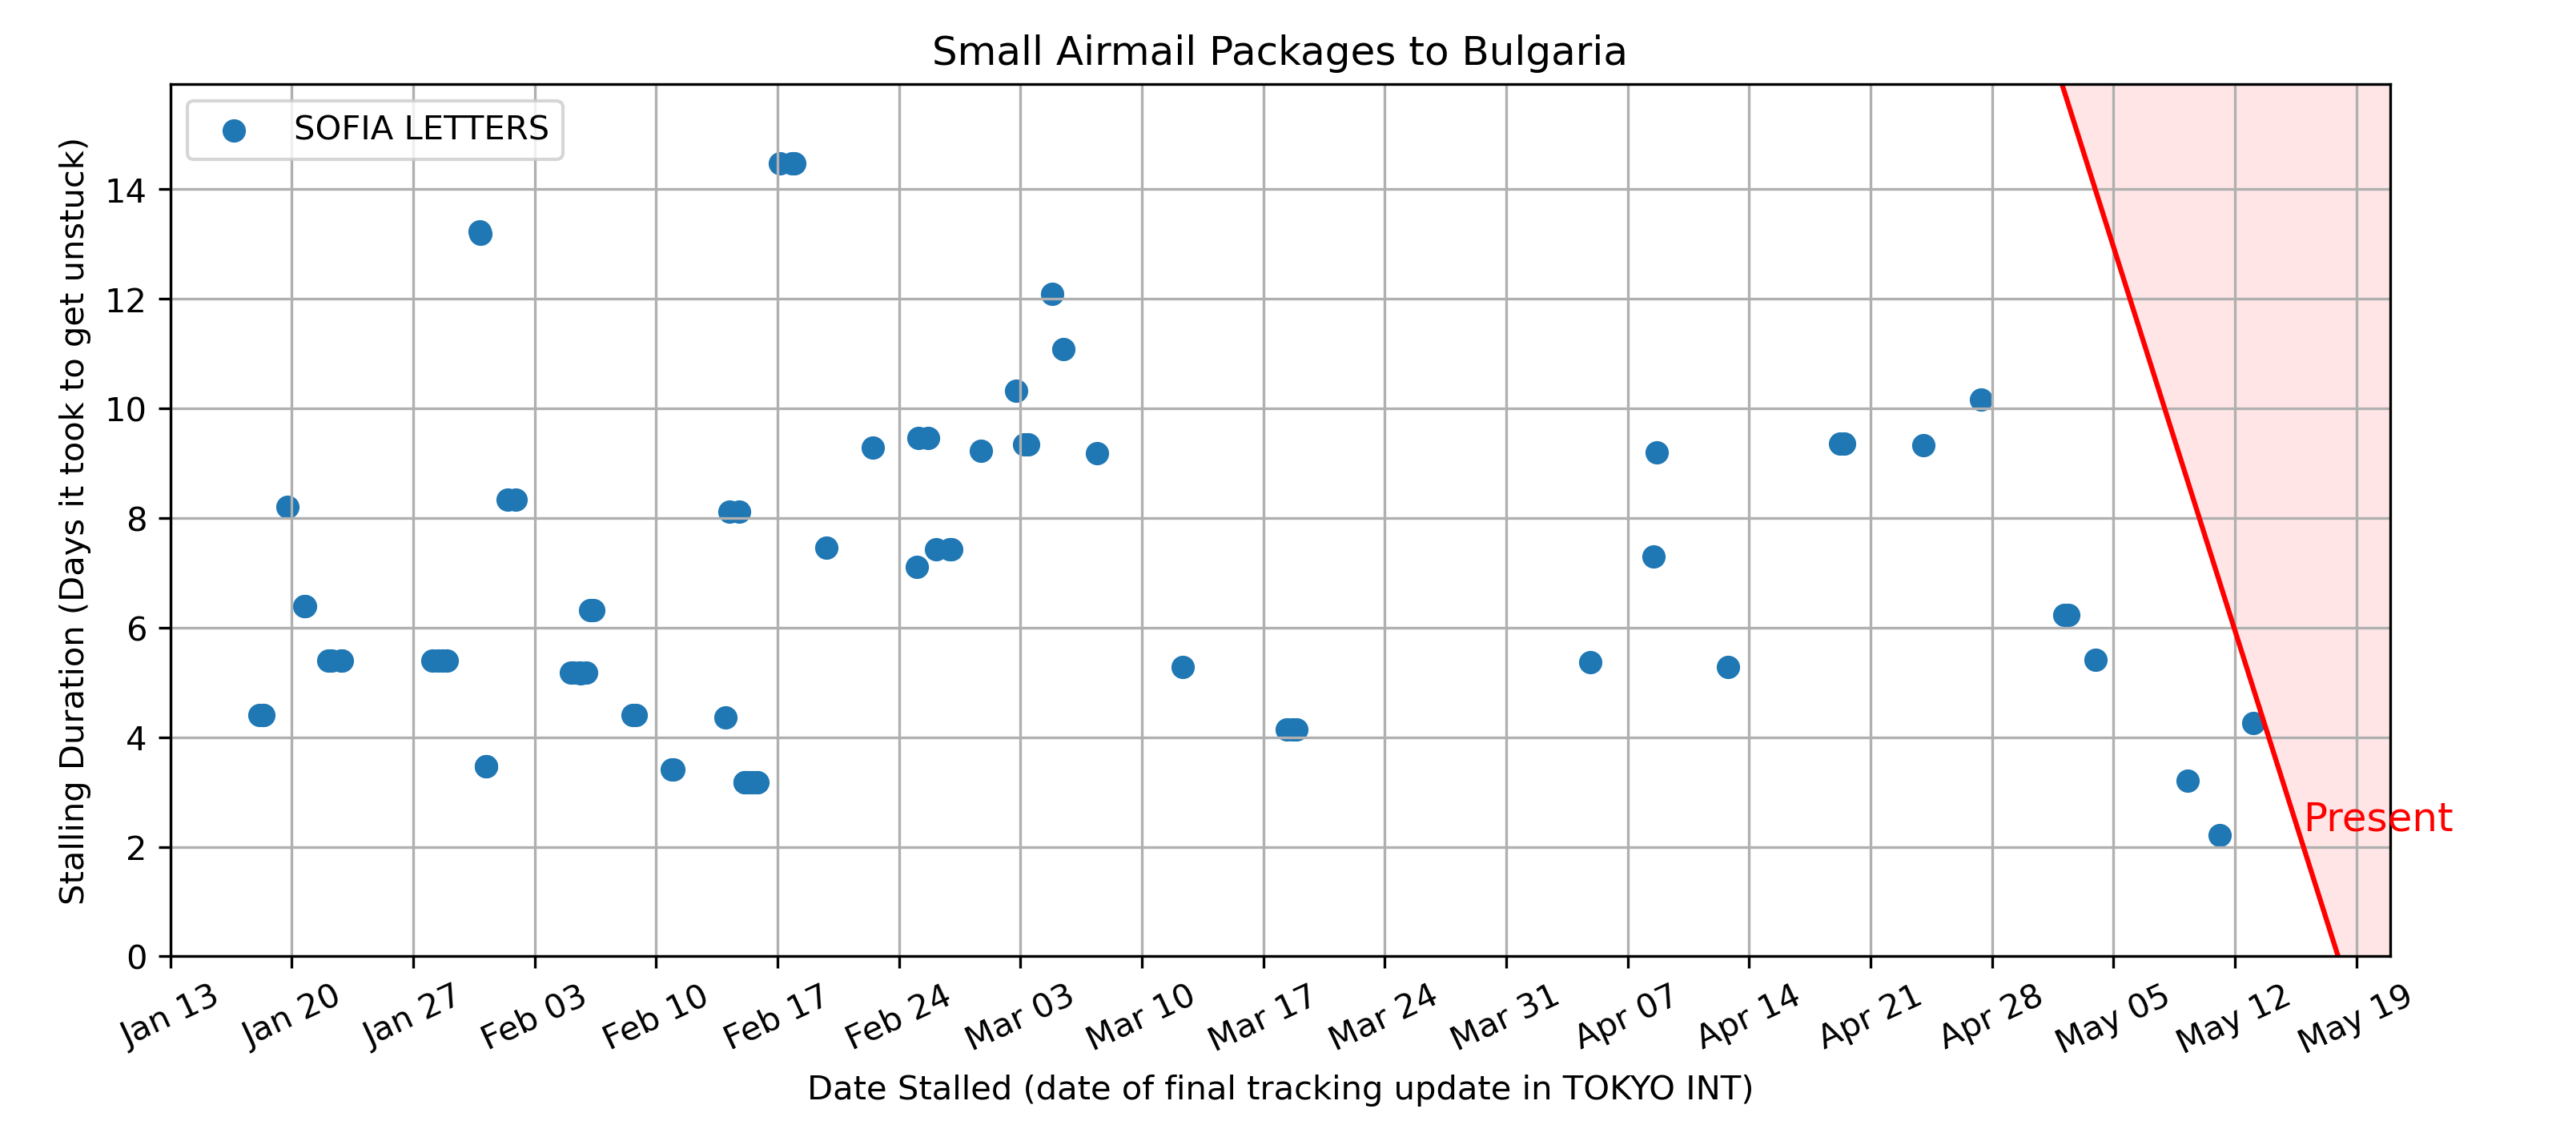 Small Airmail Packages to Bulgaria
SOFIA LETTERS
Stalling Duration (Days it took to get unstuck)
14
12
10
8
6
4
2
0
Present
Jan 13
Jan 20
Jan 27
Feb 03
Feb 10
Feb 17
Feb 24
Mar 03
Mar 10
Mar 17
Mar 24
Mar 31
Apr 07
Apr 14
Apr 21
Apr 28
May 05
May 12
May 19
Date Stalled (date of final tracking update in TOKYO INT)